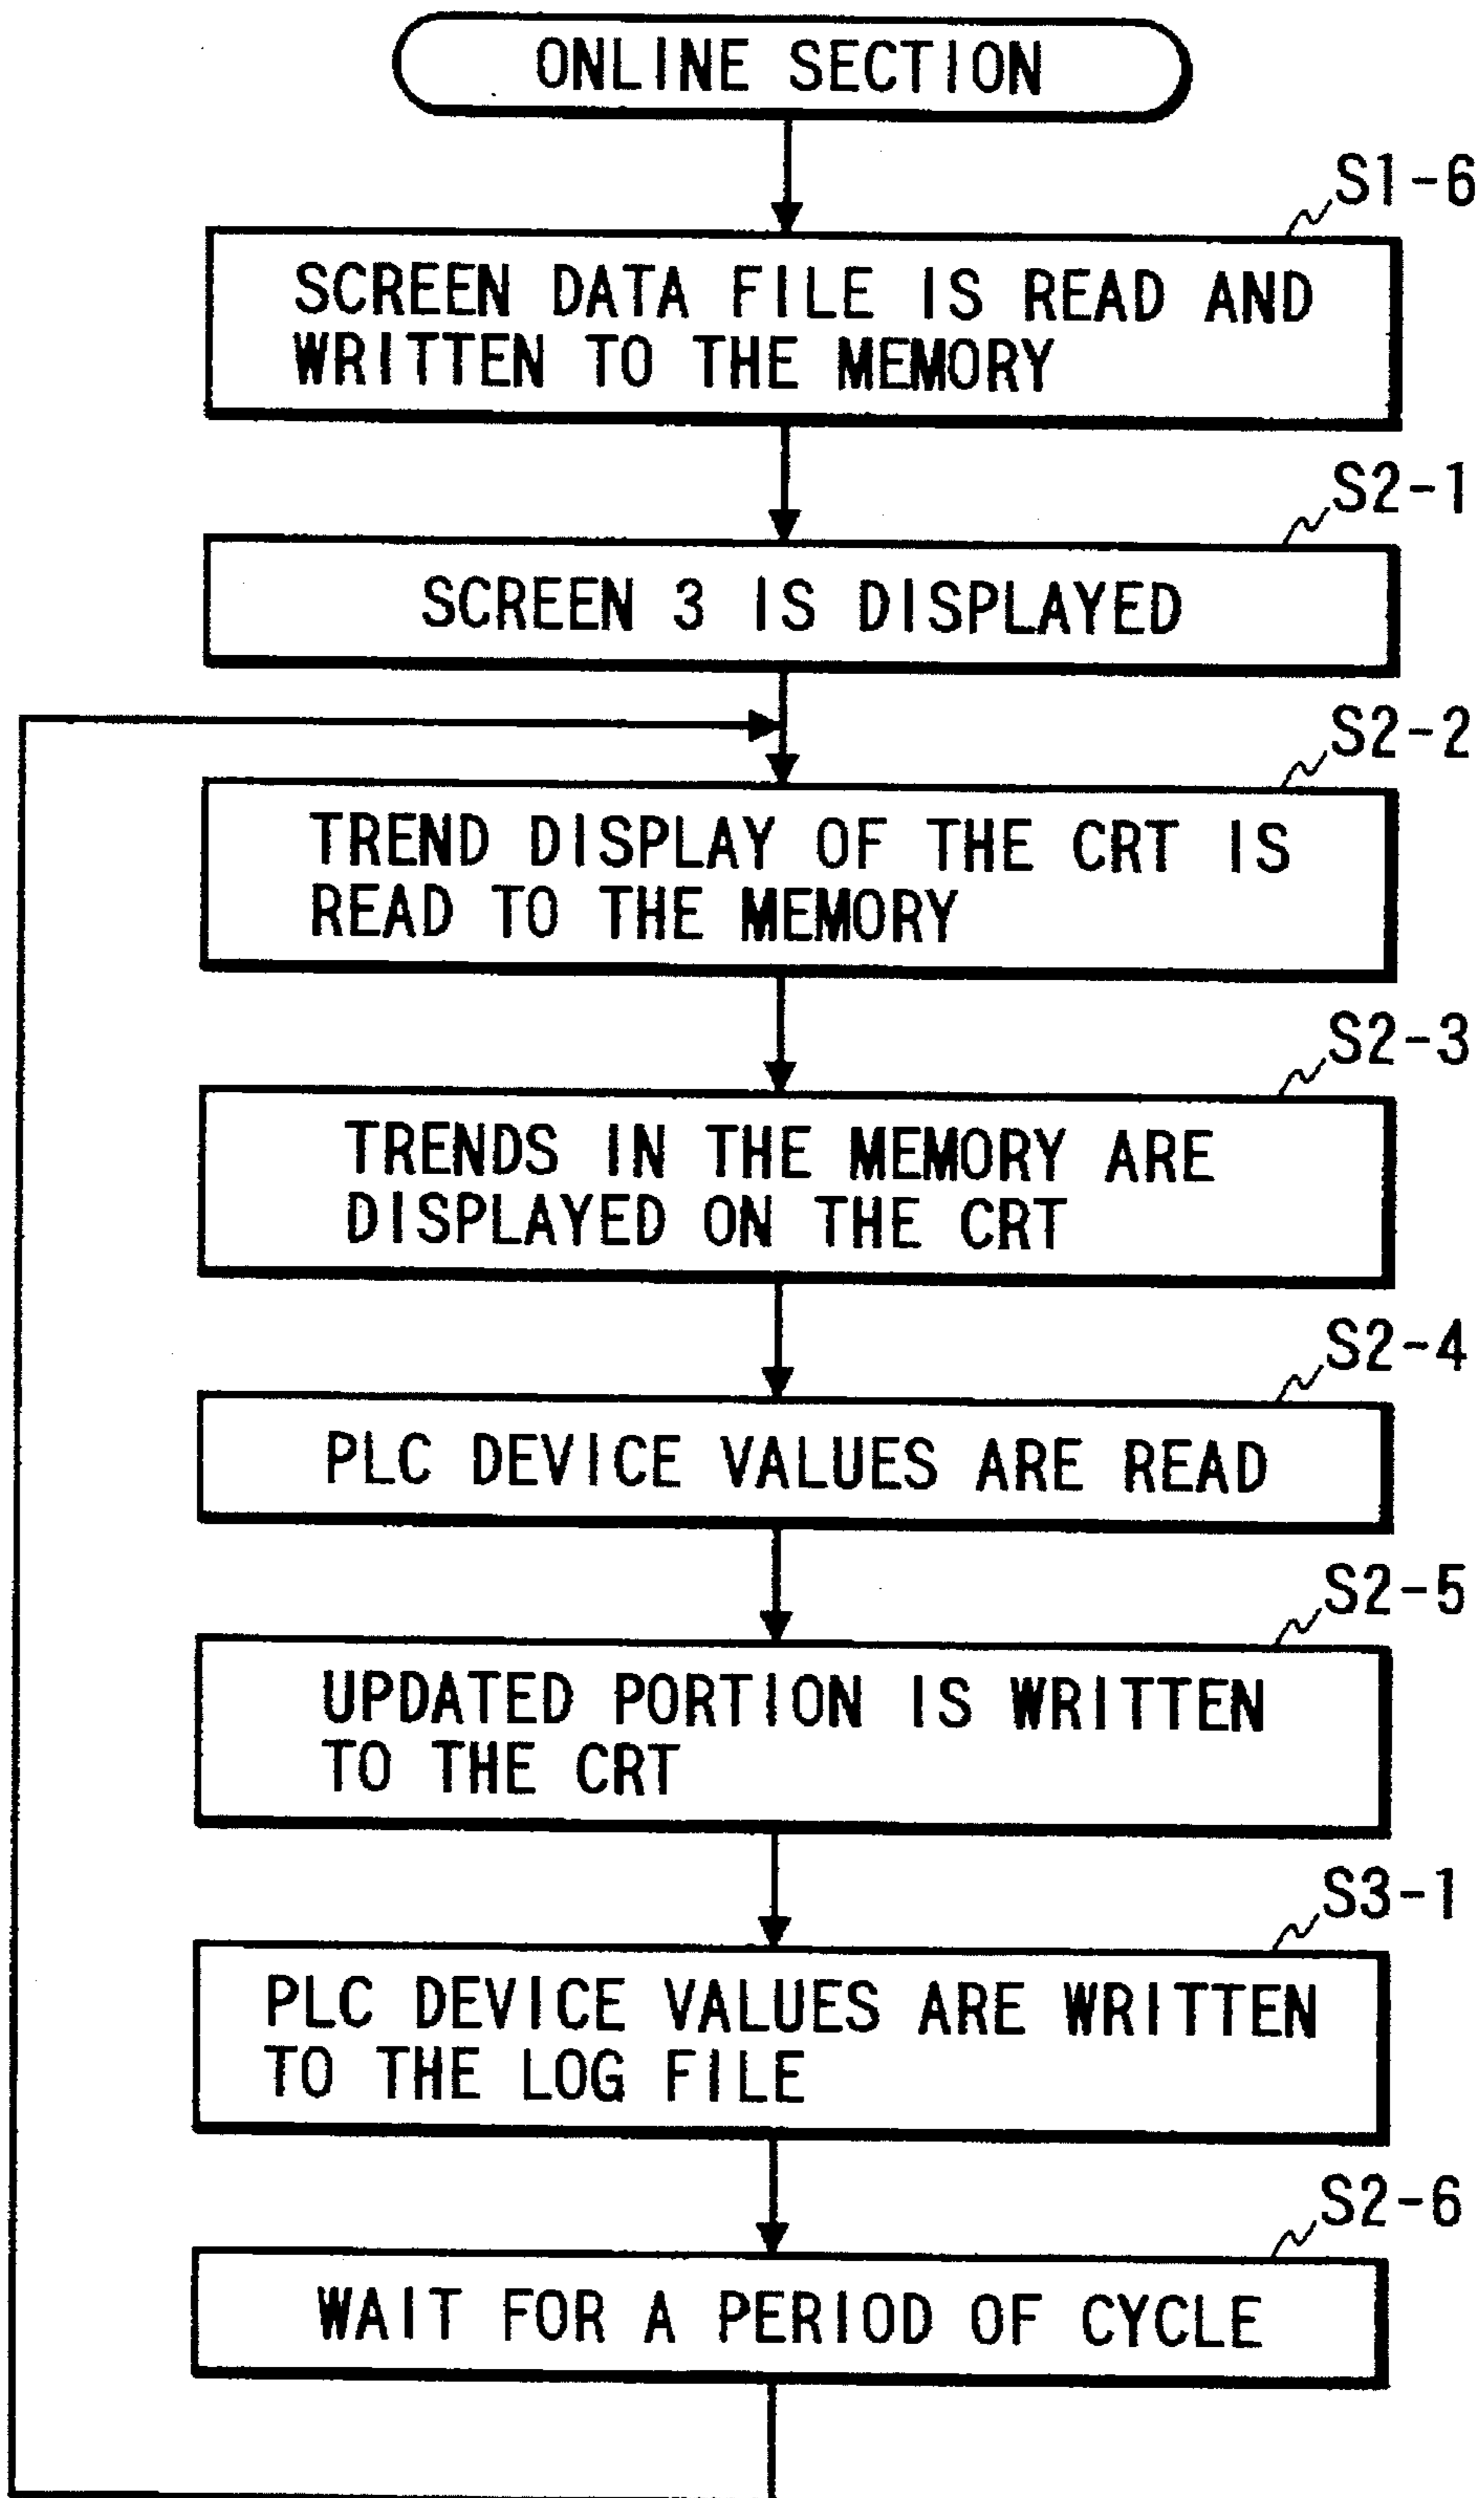 ONLINE SECTION
S1-6
SCREEN DATA FILE IS READ AND
WRITTEN TO THE MEMORY
S2-1
SCREEN 3 IS DISPLAYED
S2-2
TREND DISPLAY OF THE CRT IS
READ TO THE MEMORY
S2-3
TRENDS IN THE MEMORY ARE
DISPLAYED ON THE CRT
S2-4
PLC DEVICE VALUES ARE READ
S2-5
UPDATED PORTION IS WRITTEN
TO THE CRT
S3-1
PLC DEVICE VALUES ARE WRITTEN
TO THE LOG FILE
S2-6
WAIT FOR A PERIOD OF CYCLE